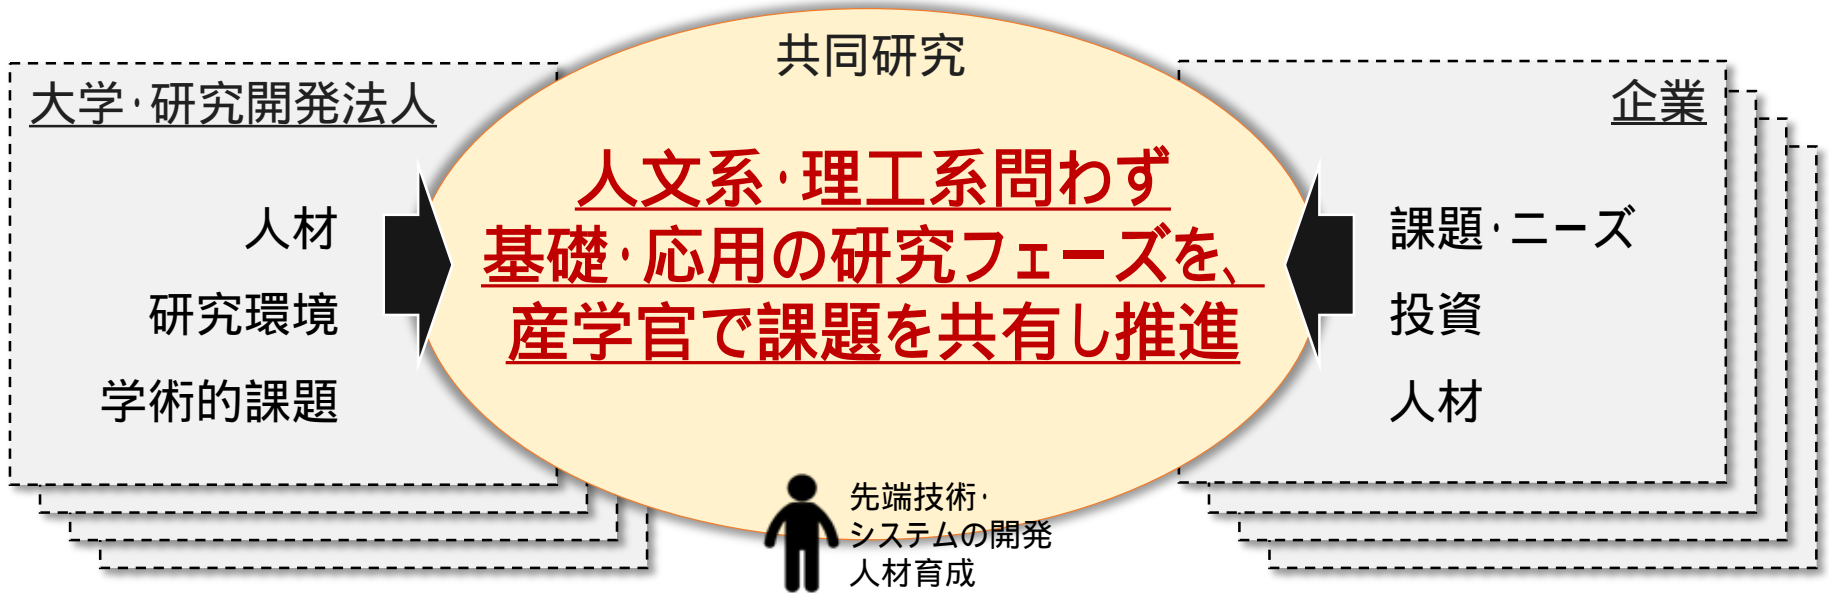 共同研究
大学・研究開発法人
人材
研究環境
学術的課題
人文系・理工系問わず
基礎・応用の研究フェーズを、
産学官で課題を共有し推進
企業
課題・ニーズ
投資
人材
先端技術・
システムの開発
人材育成